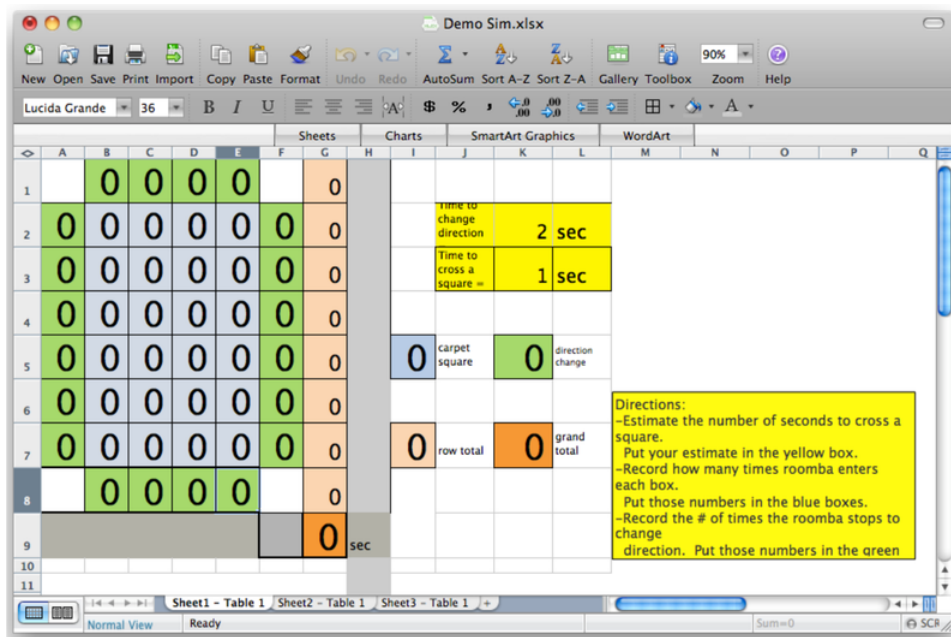 Demo Sim.xlsx
90%
New Open Save Print Import Copy Paste Format Undo Redo AutoSum Sort A-Z Sort Z-A Gallery Toolbox Zoom Help
Lucida Grande 36 B I U A $ % , .0 .00 .00 .0 A
Sheets Charts SmartArt Graphics WordArt
A B C D E F G H I J K L M N O P Q
1 0 0 0 0 0
Time to
change
direction
2 0 0 0 0 0 0 0 2 sec
Time to
cross a
square =
3 0 0 0 0 0 0 0 1 sec
4 0 0 0 0 0 0 0
5 0 0 0 0 0 0 0 0 carpet square 0 direction change
6 0 0 0 0 0 0 0
7 0 0 0 0 0 0 0 0 row total 0 grand total
8 0 0 0 0 0
9 0 sec
10
11
Directions:
-Estimate the number of seconds to cross a
square.
Put your estimate in the yellow box.
-Record how many times roomba enters
each box.
Put those numbers in the blue boxes.
-Record the # of times the roomba stops to
change
direction. Put those numbers in the green
Sheet1 - Table 1 Sheet2 - Table 1 Sheet3 - Table 1 +
Normal View Ready Sum=0 SCR